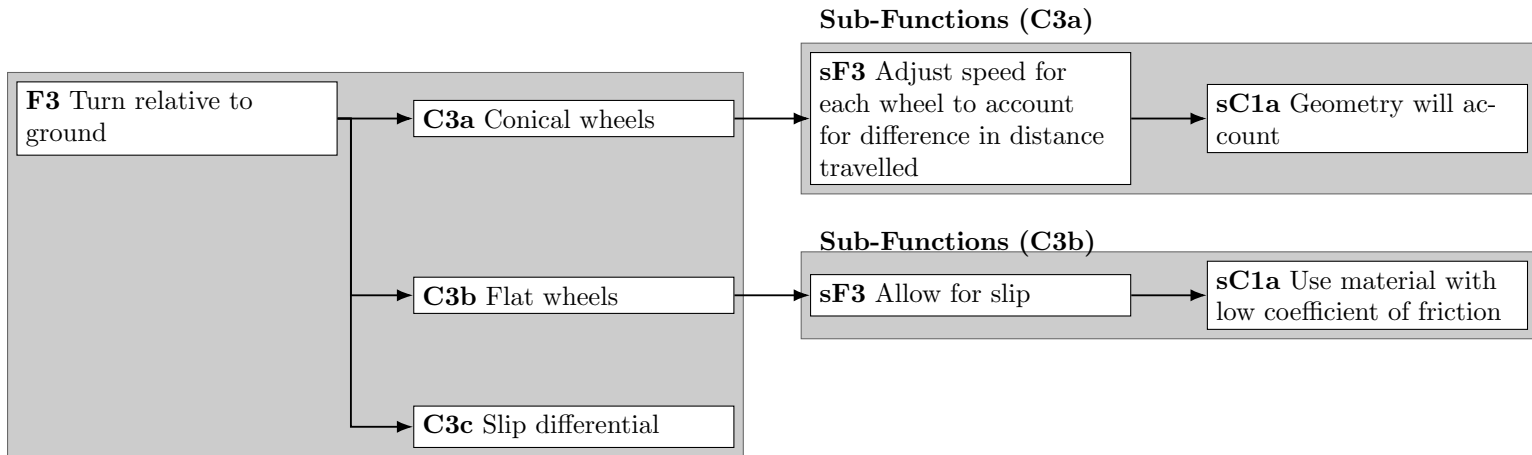 Sub-Functions (C3a)
F3 Turn relative to
ground
C3a Conical wheels
sF3 Adjust speed for
each wheel to account
for difference in distance
travelled
sC1a Geometry will ac-
count
Sub-Functions (C3b)
C3b Flat wheels
sF3 Allow for slip
sC1a Use material with
low coefficient of friction
C3c Slip differential